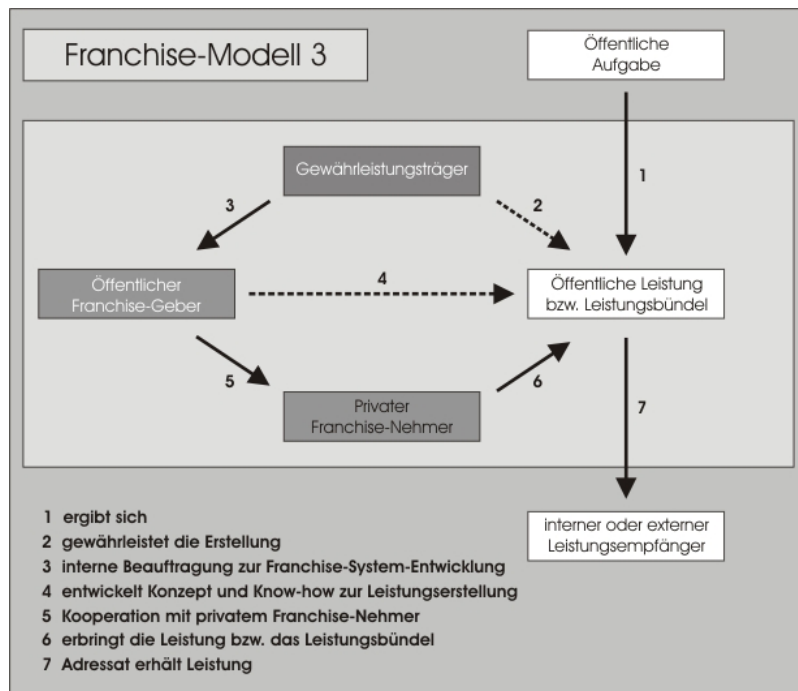 Franchise-Modell 3
Öffentliche
Aufgabe
1
Gewährleistungsträger
3
2
Öffentlicher
Franchise-Geber
4
Öffentliche Leistung
bzw. Leistungsbündel
5
6
Privater
Franchise-Nehmer
7
interner oder externer
Leistungsempfänger
1 ergibt sich
2 gewährleistet die Erstellung
3 interne Beauftragung zur Franchise-System-Entwicklung
4 entwickelt Konzept und Know-how zur Leistungserstellung
5 Kooperation mit privatem Franchise-Nehmer
6 erbringt die Leistung bzw. das Leistungsbündel
7 Adressat erhält Leistung